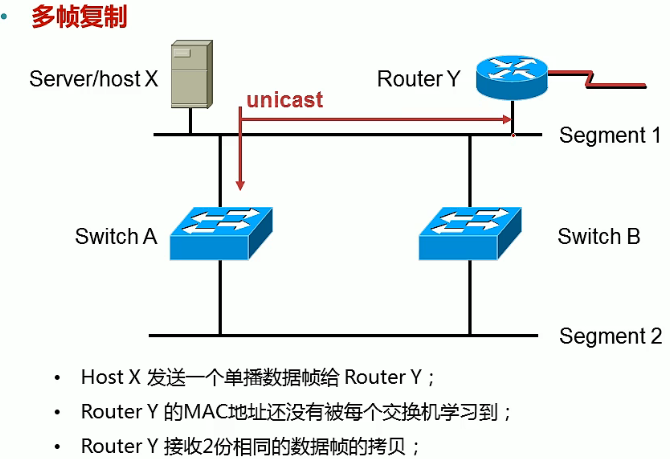 • 多帧复制
Server/host X
Router Y
unicast
Segment 1
Switch A
Switch B
Segment 2
• Host X 发送一个单播数据帧给 Router Y；
• Router Y 的MAC地址还没有被每个交换机学习到；
• Router Y 接收2份相同的数据帧的拷贝；